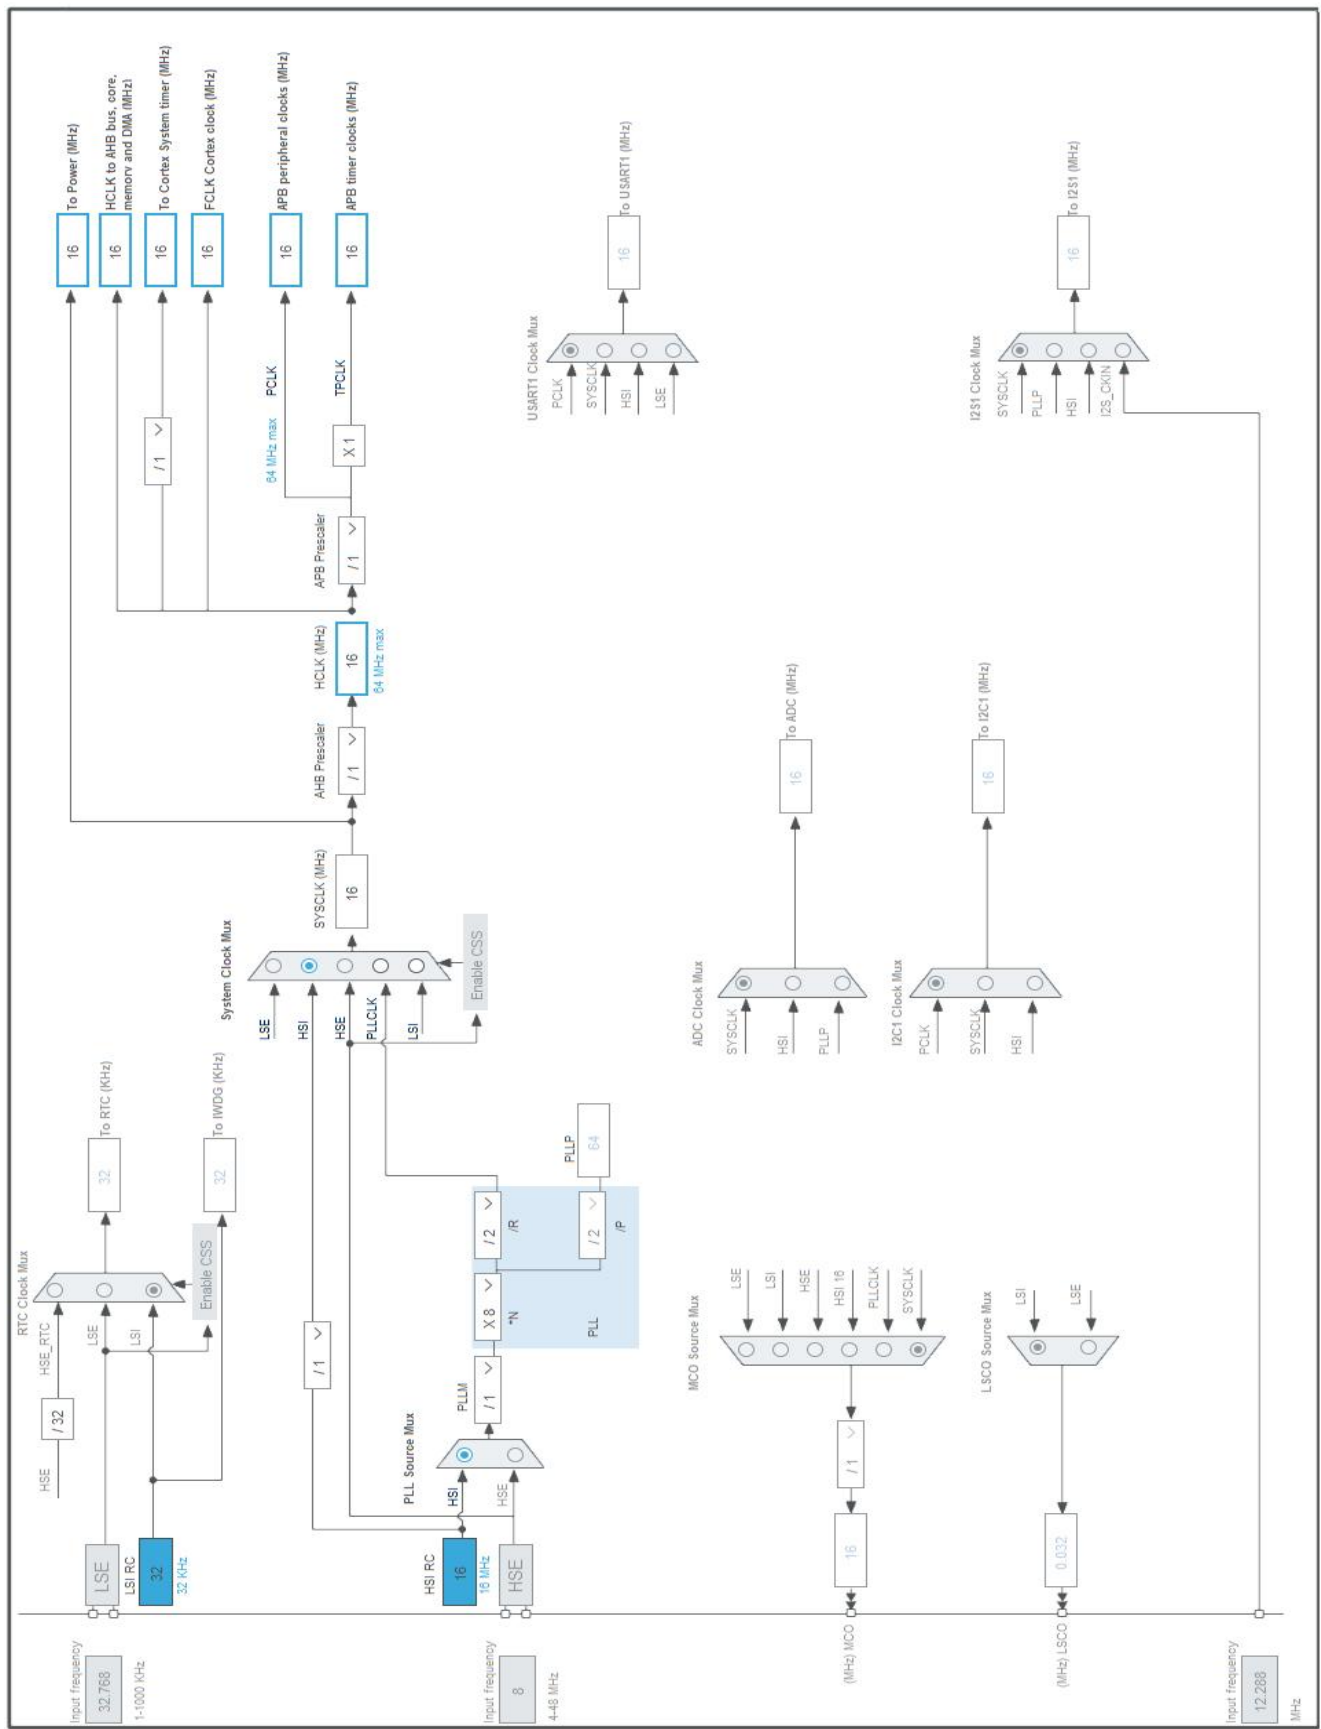 RTC Clock Mux
HSE
/ 32
HSE_RTC
32
To RTC (KHz)
LSE
LSE
LSI RC
32
32 KHz
LSI
Enable CSS
32
To IWDG (KHz)
Input frequency
32.768
1-1000 KHz
System Clock Mux
LSE
HSI
HSE
PLLCLK
LSI
Enable CSS
SYSCLK (MHz)
16
AHB Prescaler
/ 1
HCLK (MHz)
16
64 MHz max
APB Prescaler
/ 1
X 1
64 MHz max
PCLK
TPCLK
/ 1
16
To Power (MHz)
16
HCLK to AHB bus, core,
memory and DMA (MHz)
16
To Cortex System timer (MHz)
16
FCLK Cortex clock (MHz)
16
APB peripheral clocks (MHz)
16
APB timer clocks (MHz)
/ 1
PLL Source Mux
HSI RC
16
16 MHz
HSI
HSE
HSE
PLLM
/ 1
X 8
*N
/ 2
/R
/ 2
/P
PLL
PLLP
64
Input frequency
8
4-48 MHz
USART1 Clock Mux
PCLK
SYSCLK
HSI
LSE
16
To USART1 (MHz)
ADC Clock Mux
SYSCLK
HSI
PLLP
16
To ADC (MHz)
MCO Source Mux
LSE
LSI
HSE
HSI 16
PLLCLK
SYSCLK
/ 1
16
(MHz) MCO
I2C1 Clock Mux
PCLK
SYSCLK
HSI
16
To I2C1 (MHz)
I2S1 Clock Mux
SYSCLK
PLLP
HSI
I2S_CKIN
16
To I2S1 (MHz)
LSCO Source Mux
LSI
LSE
0.032
(MHz) LSCO
Input frequency
12.288
MHz